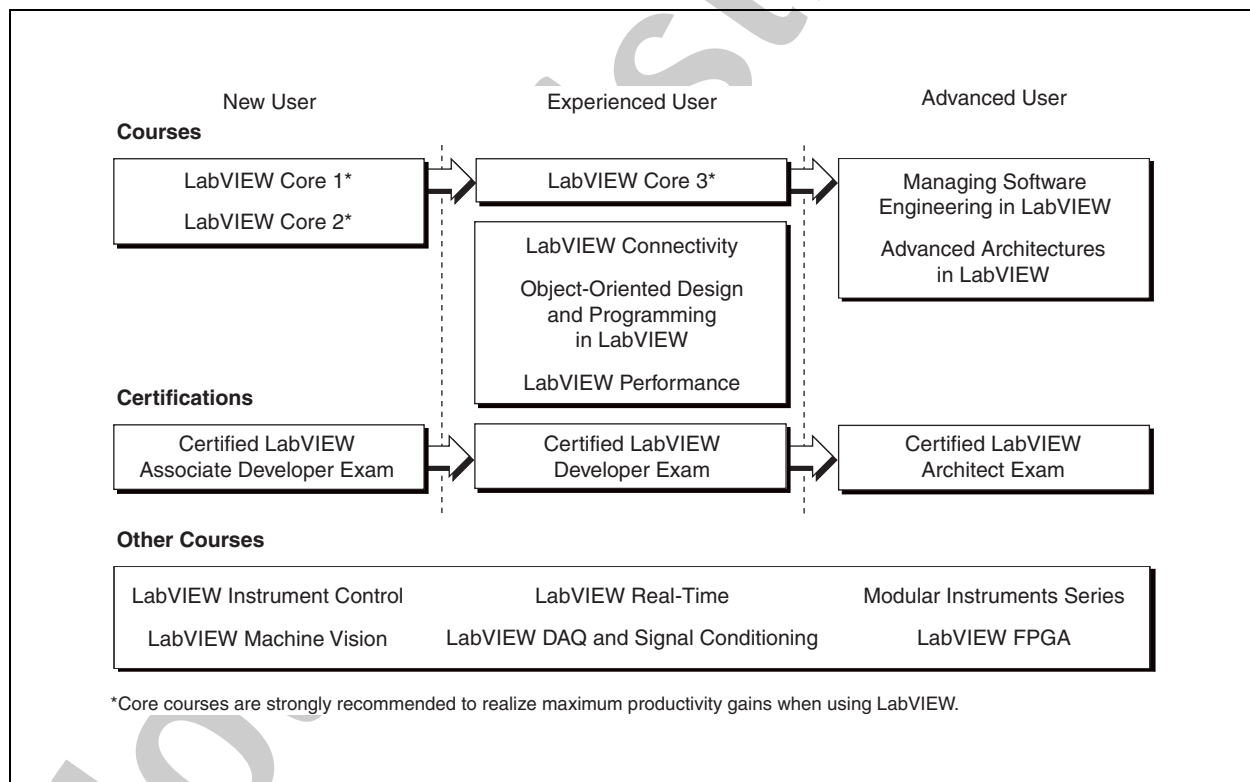 New User
Experienced User
Advanced User
Courses
LabVIEW Core 1*
LabVIEW Core 2*
LabVIEW Core 3*
LabVIEW Connectivity
Object-Oriented Design
and Programming
in LabVIEW
LabVIEW Performance
Managing Software
Engineering in LabVIEW
Advanced Architectures
in LabVIEW
Certifications
Certified LabVIEW
Associate Developer Exam
Certified LabVIEW
Developer Exam
Certified LabVIEW
Architect Exam
Other Courses
LabVIEW Instrument Control
LabVIEW Real-Time
Modular Instruments Series
LabVIEW Machine Vision
LabVIEW DAQ and Signal Conditioning
LabVIEW FPGA
*Core courses are strongly recommended to realize maximum productivity gains when using LabVIEW.